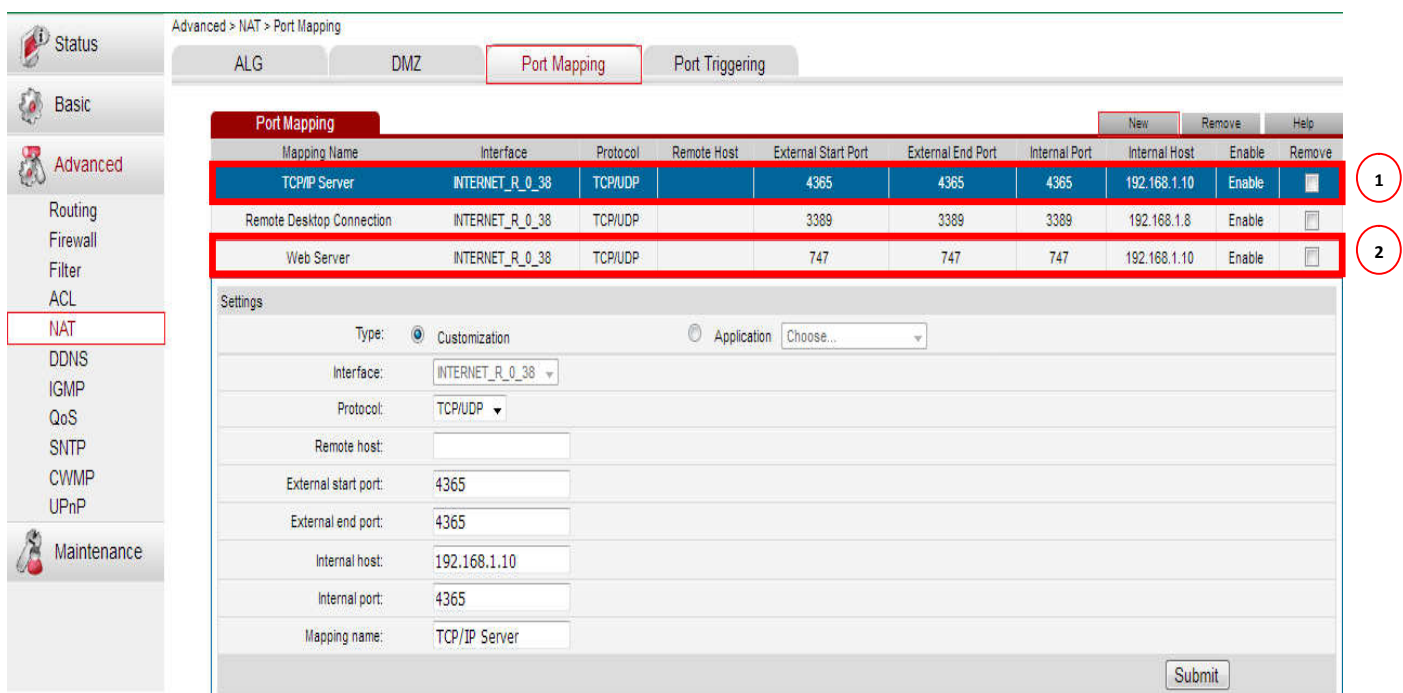 Advanced > NAT > Port Mapping
Status
Basic
Advanced
Routing
Firewall
Filter
ACL
NAT
DDNS
IGMP
QoS
SNTP
CWMP
UPnP
Maintenance
ALG DMZ Port Mapping Port Triggering
Port Mapping New Remove Help
Mapping Name Interface Protocol Remote Host External Start Port External End Port Internal Port Internal Host Enable Remove
TCP/IP Server INTERNET_R_0_38 TCP/UDP 4365 4365 4365 192.168.1.10 Enable 1
Remote Desktop Connection INTERNET_R_0_38 TCP/UDP 3389 3389 3389 192.168.1.8 Enable
Web Server INTERNET_R_0_38 TCP/UDP 747 747 747 192.168.1.10 Enable 2
Settings
Type: Customization Application Choose...
Interface: INTERNET_R_0_38
Protocol: TCP/UDP
Remote host:
External start port: 4365
External end port: 4365
Internal host: 192.168.1.10
Internal port: 4365
Mapping name: TCP/IP Server
Submit